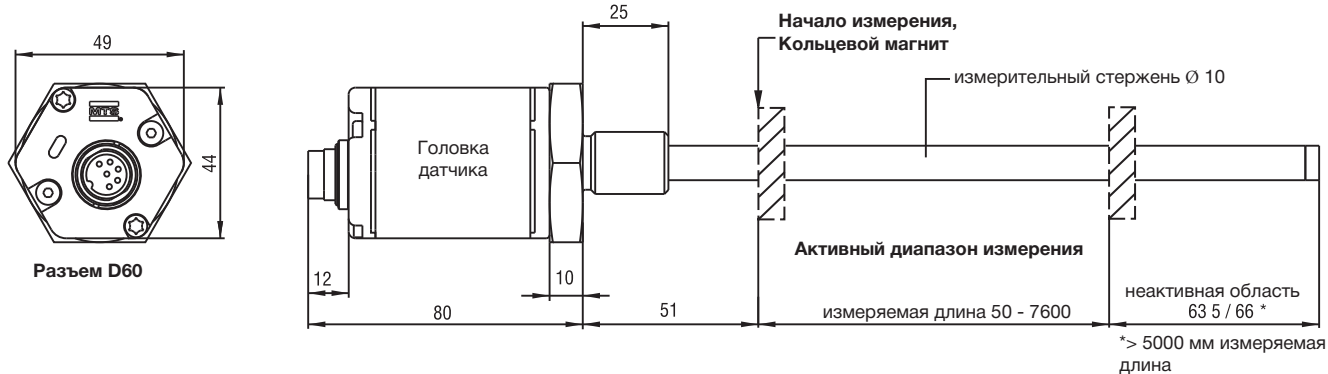 49
25
Начало измерения,
Кольцевой магнит
измерительный стержень Ø 10
MTS
44
Головка
датчика
Активный диапазон измерения
Разъем D60
12
10
неактивная область
80
51
измеряемая длина 50 - 7600
63 5 / 66 *
*> 5000 мм измеряемая
длина